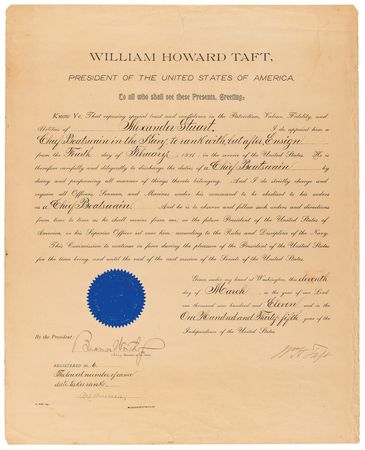 WILLIAM HOWARD TAFT,
PRESIDENT OF THE UNITED STATES OF AMERICA.
To all who shall see these Presents, Greeting:
Know Ye, That reposing special trust and confidence in the Patriotism, Valour, Fidelity, and
Abilities of Alexander Stuart, I do appoint him a
Chief Boatswain in the Navy to rank with, but after, Ensign
from the Fourth day of February, 1911, in the service of the United States. He is
therefore carefully and diligently to discharge the duties of a Chief Boatswain by
doing and performing all manner of things thereto belonging. And I do strictly charge and
require all Officers, Seamen, and Marines under his command to be obedient to his orders
as a Chief Boatswain. And he is to observe and follow such orders and directions
from time to time as he shall receive from me, or the future President of the United States of
America, or his Superior Officer set over him, according to the Rules and Discipline of the Navy.
This Commission to continue in force during the pleasure of the President of the United States
for the time being, and until the end of the next session of the Senate of the United States.
Given under my hand at Washington, this
day of March in the year of our Lord
one thousand nine hundred and Eleven and in the
One Hundred and Thirty fifth year of the
Independence of the United States.
By the President:
Wm H Taft
REGISTERED No. 6
The lowest number of same
date takes rank.